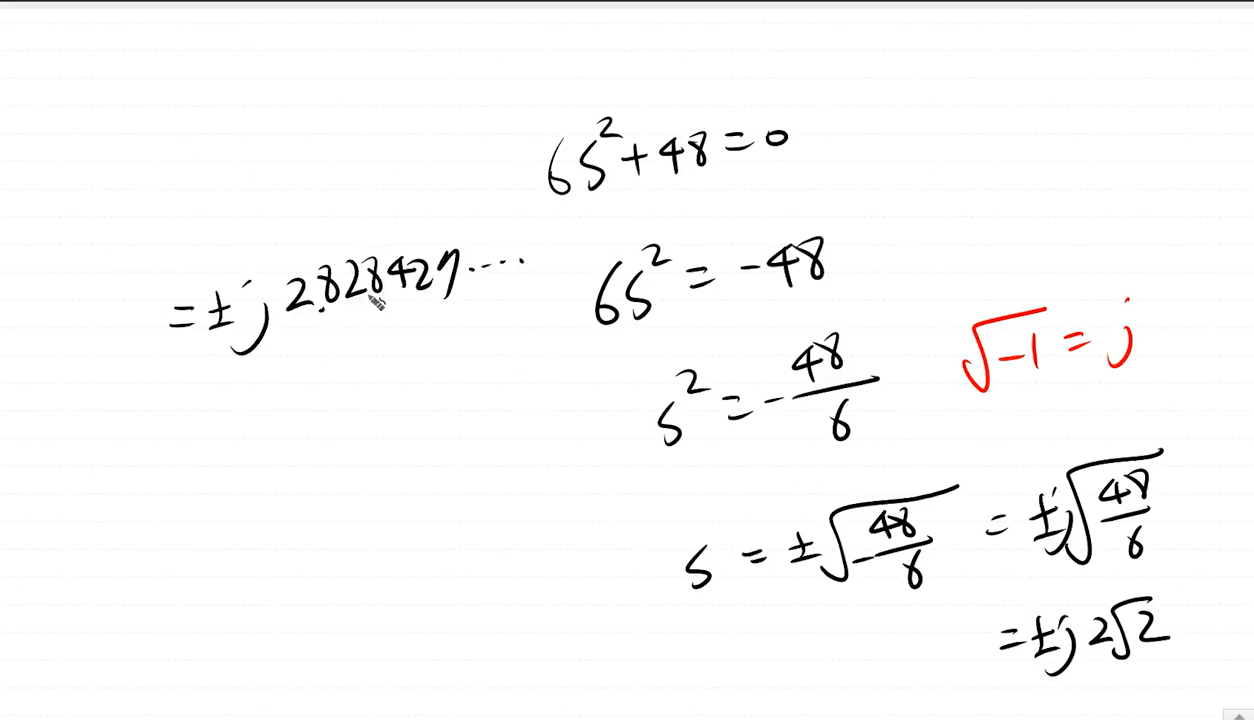 6s²+48=0
6s² = -48
s² = -48/6
√-1 = j
s = ±√(-48/6) = ±j√(48/6)
= ±j 2√2
= ±j 2.828427....